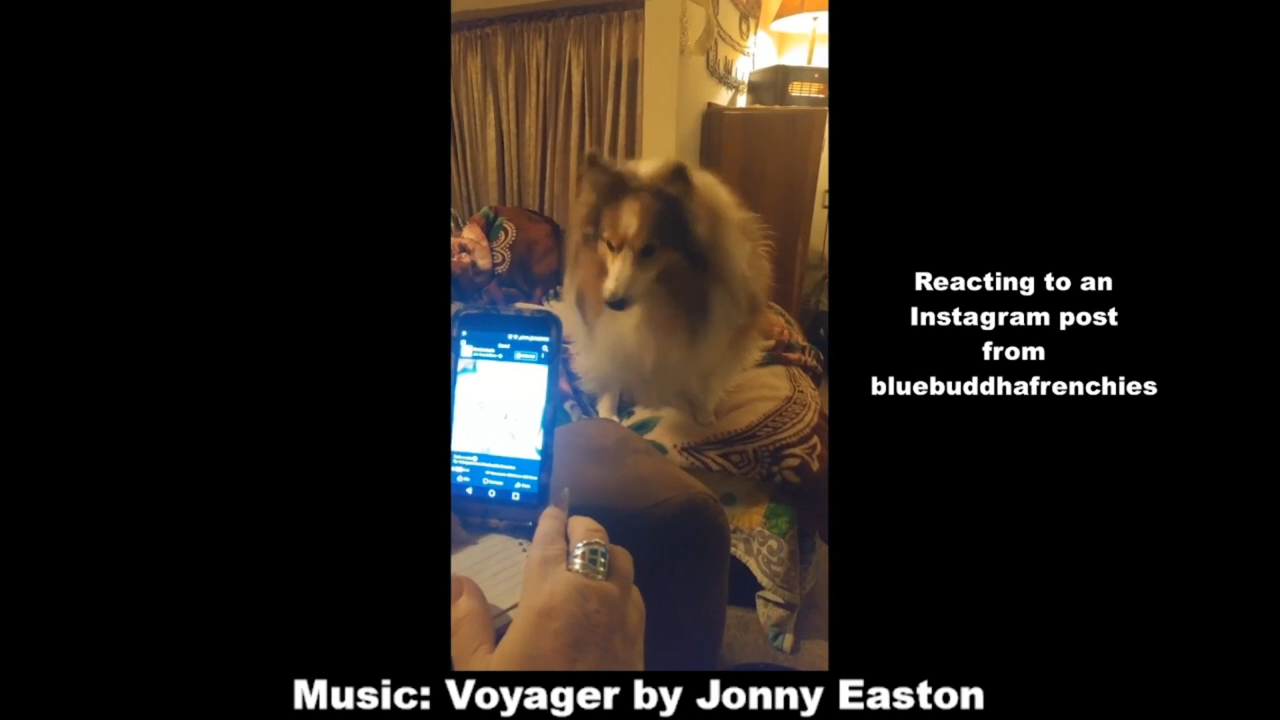 Reacting to an
Instagram post
from
bluebuddhafrenchies
Music: Voyager by Jonny Easton